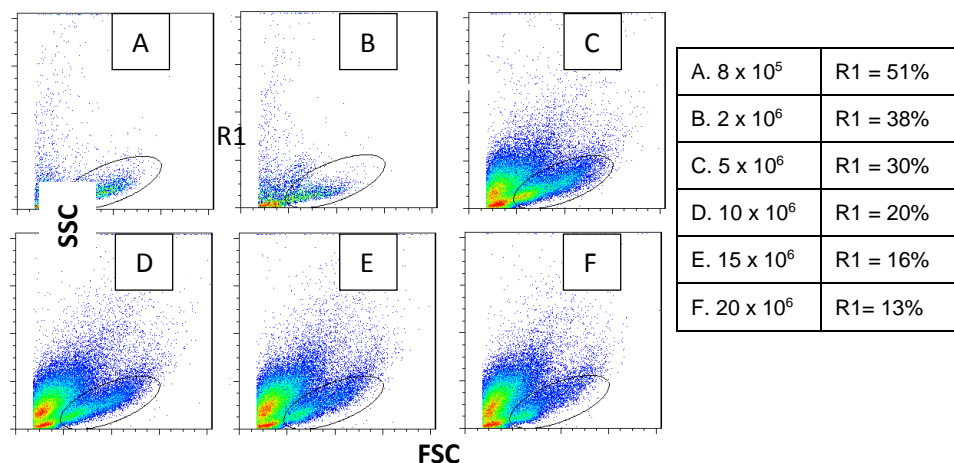 A
B
C
R1
SSC
D
E
F
FSC
A. 8 x 10⁵ R1 = 51%
B. 2 x 10⁶ R1 = 38%
C. 5 x 10⁶ R1 = 30%
D. 10 x 10⁶ R1 = 20%
E. 15 x 10⁶ R1 = 16%
F. 20 x 10⁶ R1= 13%